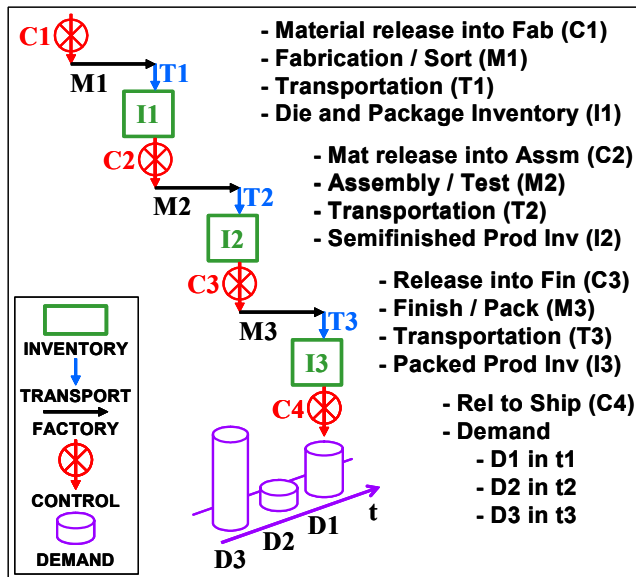 C1
- Material release into Fab (C1)
- Fabrication / Sort (M1)
- Transportation (T1)
- Die and Package Inventory (I1)
M1
T1
I1
C2
- Mat release into Assm (C2)
- Assembly / Test (M2)
- Transportation (T2)
- Semifinished Prod Inv (I2)
M2
T2
I2
C3
- Release into Fin (C3)
- Finish / Pack (M3)
- Transportation (T3)
- Packed Prod Inv (I3)
M3
T3
I3
C4
- Rel to Ship (C4)
- Demand
- D1 in t1
- D2 in t2
- D3 in t3
D3
D2
D1
t
INVENTORY
TRANSPORT
FACTORY
CONTROL
DEMAND